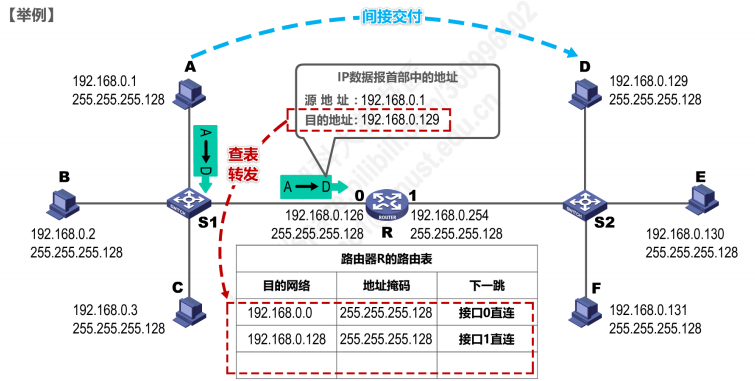 【举例】
间接交付
A
192.168.0.1
255.255.255.128
D
192.168.0.129
255.255.255.128
IP数据报首部中的地址
源 地 址 ：192.168.0.1
目的地址：192.168.0.129
A
D
查表
转发
B
192.168.0.2
255.255.255.128
S1
A D
0
1
192.168.0.126
255.255.255.128
ROUTER
R
192.168.0.254
255.255.255.128
S2
E
192.168.0.130
255.255.255.128
C
192.168.0.3
255.255.255.128
F
192.168.0.131
255.255.255.128
路由器R的路由表
目的网络 地址掩码 下一跳
192.168.0.0 255.255.255.128 接口0直连
192.168.0.128 255.255.255.128 接口1直连